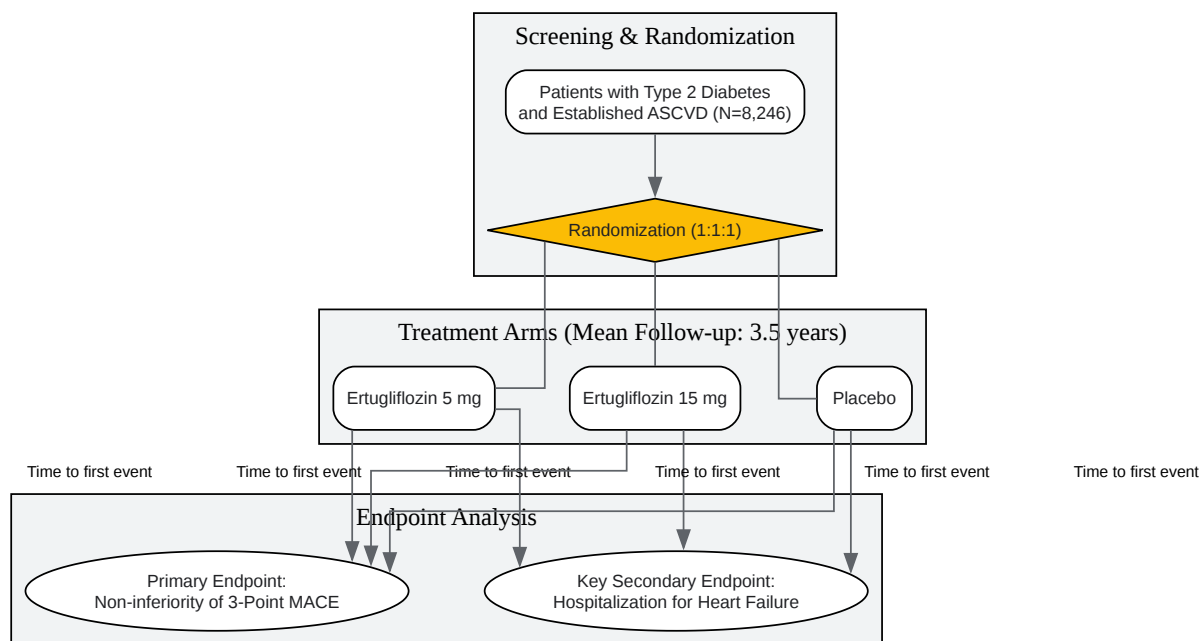 Screening & Randomization
Patients with Type 2 Diabetes
and Established ASCVD (N=8,246)
Randomization (1:1:1)
Treatment Arms (Mean Follow-up: 3.5 years)
Ertugliflozin 5 mg
Ertugliflozin 15 mg
Placebo
Time to first event
Time to first event
Time to first event
Time to first event
Time to first event
Time to first event
Endpoint Analysis
Primary Endpoint:
Non-inferiority of 3-Point MACE
Key Secondary Endpoint:
Hospitalization for Heart Failure